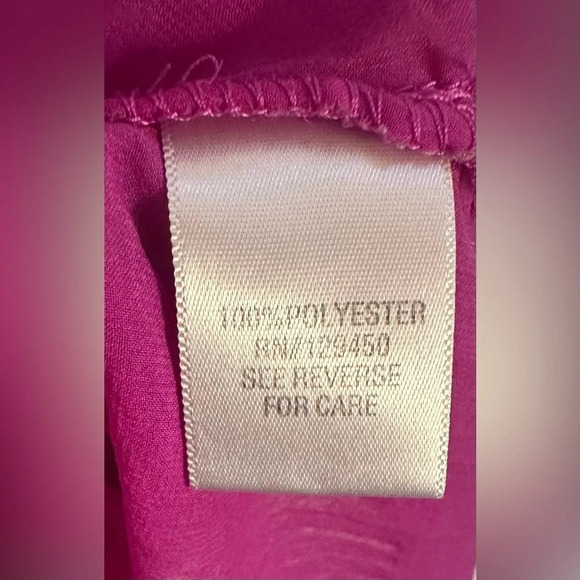 100% POLYESTER
RN#129450
SEE REVERSE
FOR CARE